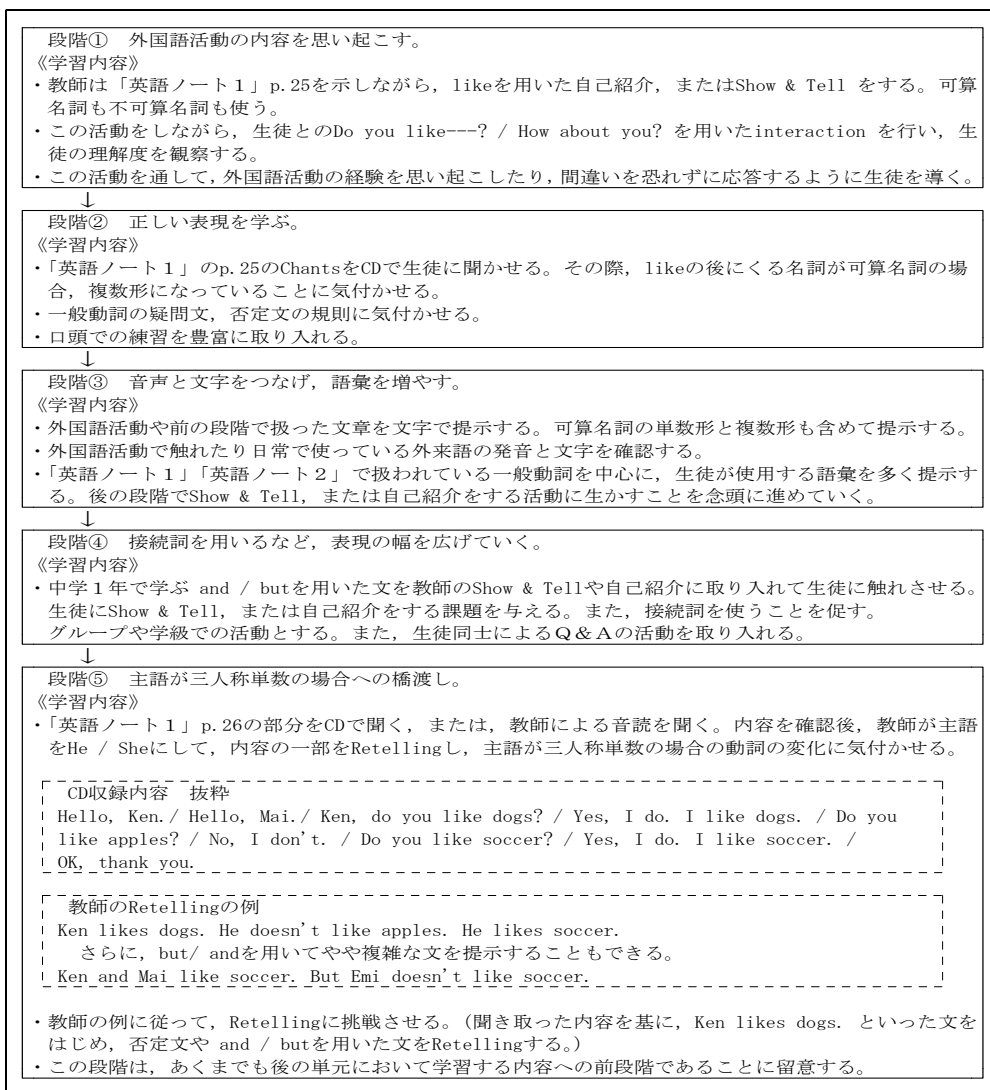 段階① 外国語活動の内容を思い起こす。
《学習内容》
・教師は「英語ノート１」p.25を示しながら，likeを用いた自己紹介，またはShow & Tell をする。可算
名詞も不可算名詞も使う。
・この活動をしながら，生徒とのDo you like---? / How about you? を用いたinteraction を行い，生
徒の理解度を観察する。
・この活動を通して，外国語活動の経験を思い起こしたり，間違いを恐れずに応答するように生徒を導く。
↓
段階② 正しい表現を学ぶ。
《学習内容》
・「英語ノート１」のp.25のChantsをCDで生徒に聞かせる。その際，likeの後にくる名詞が可算名詞の場
合，複数形になっていることに気付かせる。
・一般動詞の疑問文，否定文の規則に気付かせる。
・口頭での練習を豊富に取り入れる。
↓
段階③ 音声と文字をつなげ，語彙を増やす。
《学習内容》
・外国語活動や前の段階で扱った文章を文字で提示する。可算名詞の単数形と複数形も含めて提示する。
・外国語活動で触れたり日常で使っている外来語の発音と文字を確認する。
・「英語ノート１」「英語ノート２」で扱われている一般動詞を中心に，生徒が使用する語彙を多く提示す
る。後の段階でShow & Tell，または自己紹介をする活動に生かすことを念頭に進めていく。
↓
段階④ 接続詞を用いるなど，表現の幅を広げていく。
《学習内容》
・中学１年で学ぶ and / butを用いた文を教師のShow & Tellや自己紹介に取り入れて生徒に触れさせる。
生徒にShow & Tell，または自己紹介をする課題を与える。また，接続詞を使うことを促す。
グループや学級での活動とする。また，生徒同士によるＱ＆Ａの活動を取り入れる。
↓
段階⑤ 主語が三人称単数の場合への橋渡し。
《学習内容》
・「英語ノート１」p.26の部分をCDで聞く，または，教師による音読を聞く。内容を確認後，教師が主語
をHe / Sheにして，内容の一部をRetellingし，主語が三人称単数の場合の動詞の変化に気付かせる。
CD収録内容 抜粋
Hello, Ken./ Hello, Mai./ Ken, do you like dogs? / Yes, I do. I like dogs. / Do you
like apples? / No, I don't. / Do you like soccer? / Yes, I do. I like soccer. /
OK, thank you.
教師のRetellingの例
Ken likes dogs. He doesn't like apples. He likes soccer.
さらに，but/ andを用いてやや複雑な文を提示することもできる。
Ken and Mai like soccer. But Emi doesn't like soccer.
・教師の例に従って，Retellingに挑戦させる。(聞き取った内容を基に，Ken likes dogs. といった文を
はじめ，否定文や and / butを用いた文をRetellingする。)
・この段階は，あくまでも後の単元において学習する内容への前段階であることに留意する。